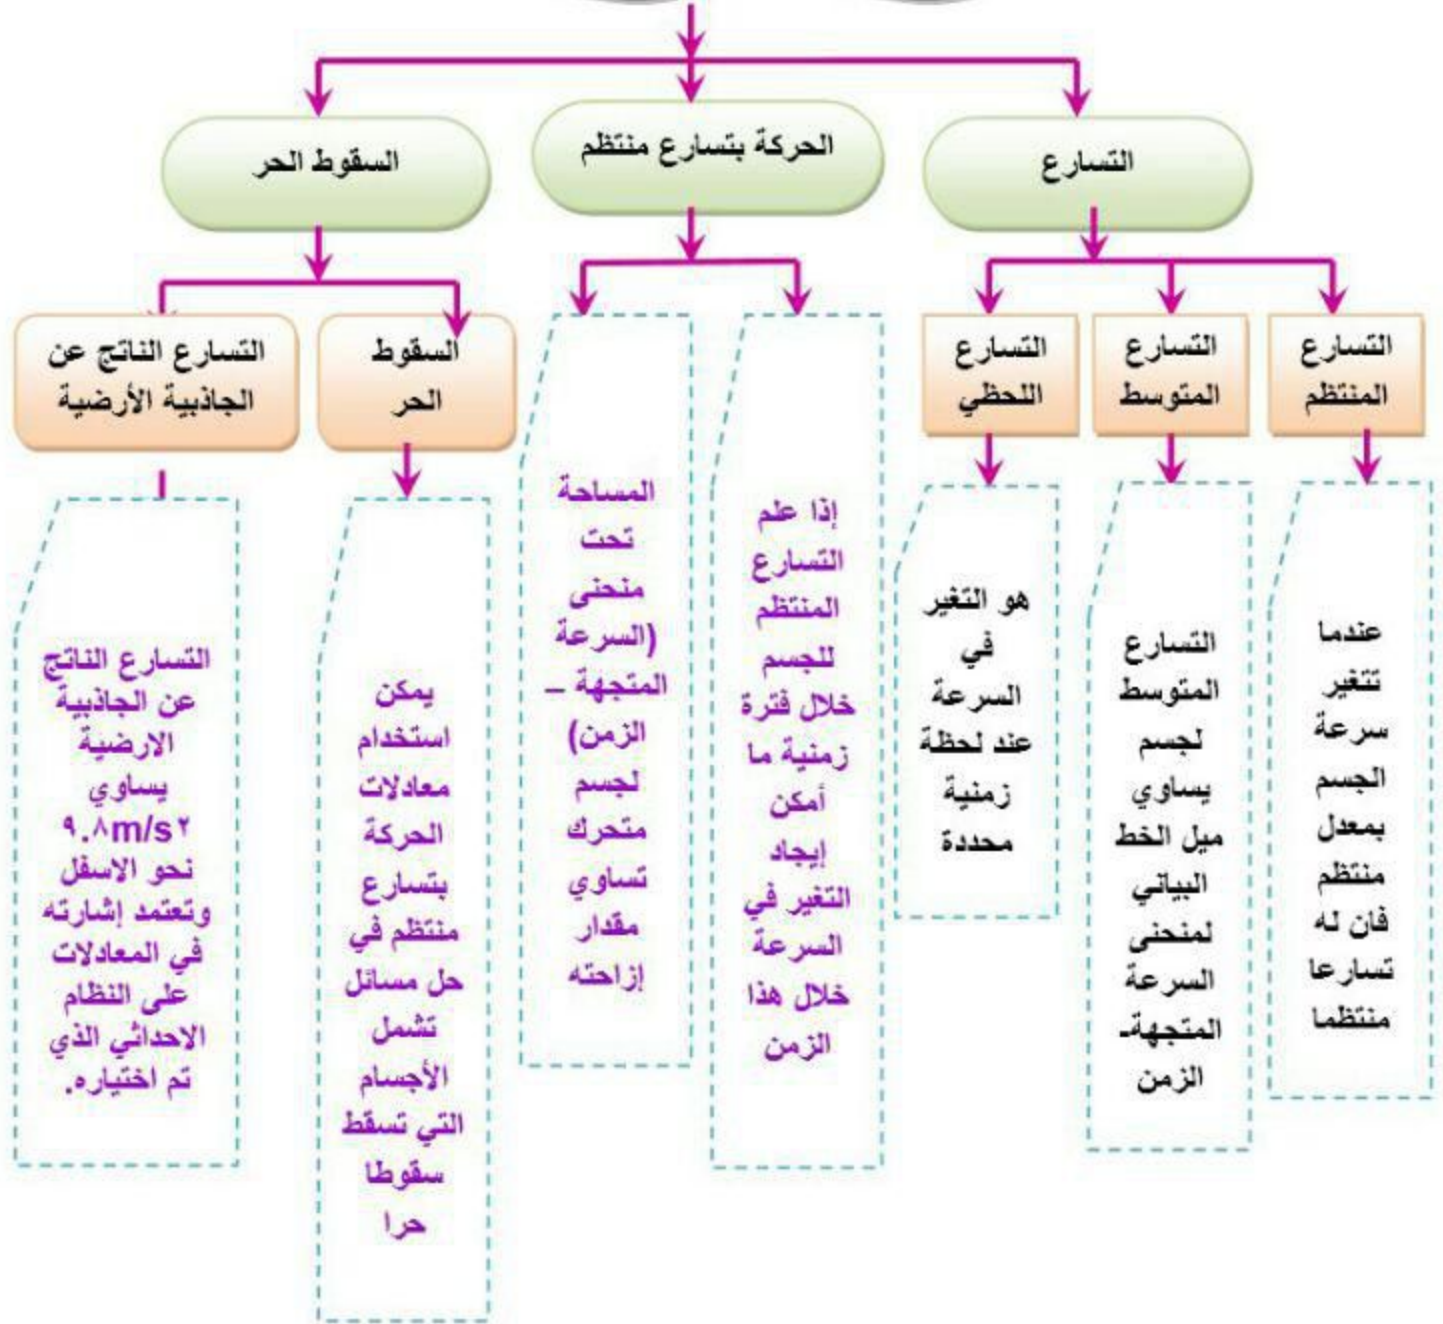 التسارع
الحركة بتسارع منتظم
السقوط الحر
التسارع
المنتظم
التسارع
المتوسط
التسارع
اللحظي
السقوط
الحر
التسارع الناتج عن
الجاذبية الأرضية
عندما
تتغير
سرعة
الجسم
بمعدل
منتظم
فان له
تسارعا
منتظما
التسارع
المتوسط
لجسم
يساوي
ميل الخط
البياني
لمنحنى
السرعة
المتجهة-
الزمن
هو التغير
في
السرعة
عند لحظة
زمنية
محددة
إذا علم
التسارع
المنتظم
للجسم
خلال فترة
زمنية ما
أمكن
إيجاد
التغير في
السرعة
خلال هذا
الزمن
المساحة
تحت
منحنى
(السرعة
المتجهة –
الزمن)
لجسم
متحرك
تساوي
مقدار
إزاحته
يمكن
استخدام
معادلات
الحركة
بتسارع
منتظم في
حل مسائل
تشمل
الأجسام
التي تسقط
سقوطا
حرا
التسارع الناتج
عن الجاذبية
الارضية
يساوي
٩.٨m/s٢
نحو الاسفل
وتعتمد إشارته
في المعادلات
على النظام
الاحداثي الذي
تم اختياره.